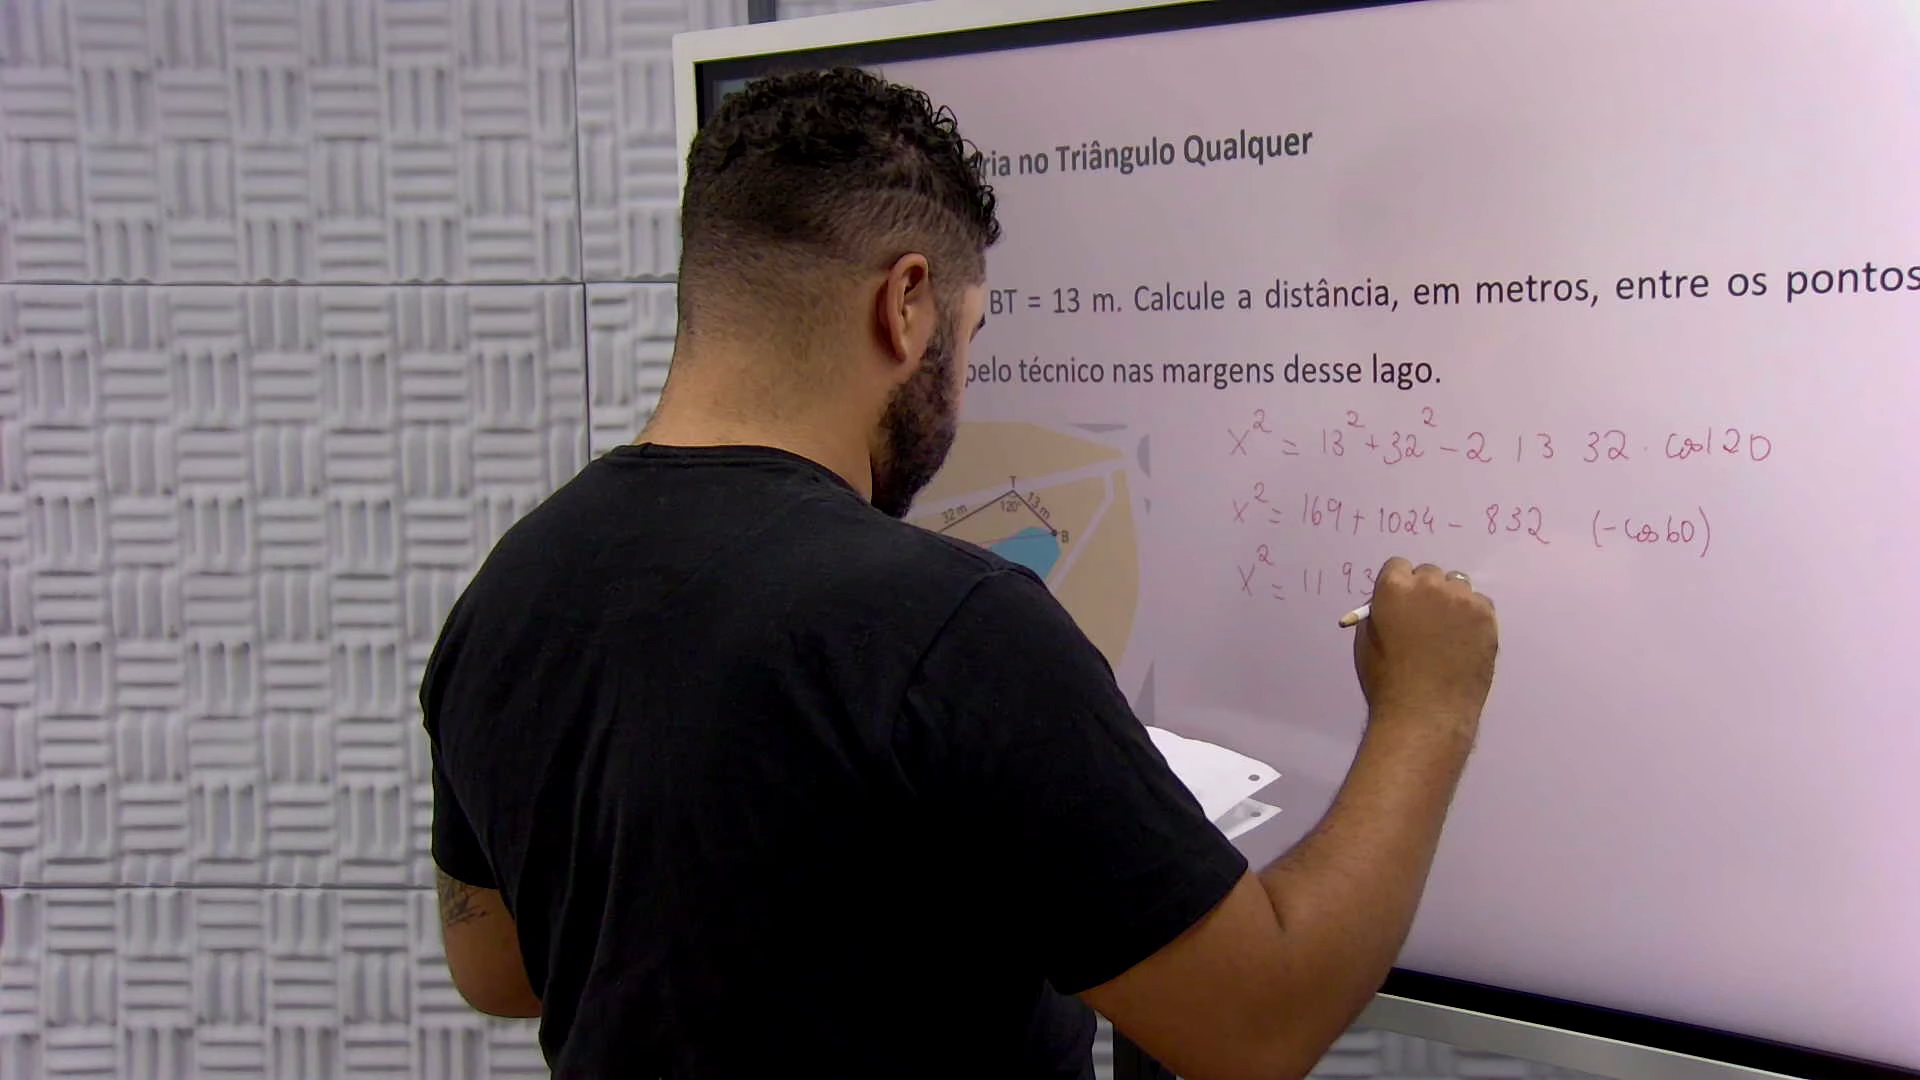 no Triângulo Qualquer
BT = 13 m. Calcule a distância, em metros, entre os pontos
pelo técnico nas margens desse lago.
T
120°
32 m
13 m
B
x² = 13² + 32² - 2 13 32 . cos120
x² = 169 + 1024 - 832 (-cos60)
x² = 1193